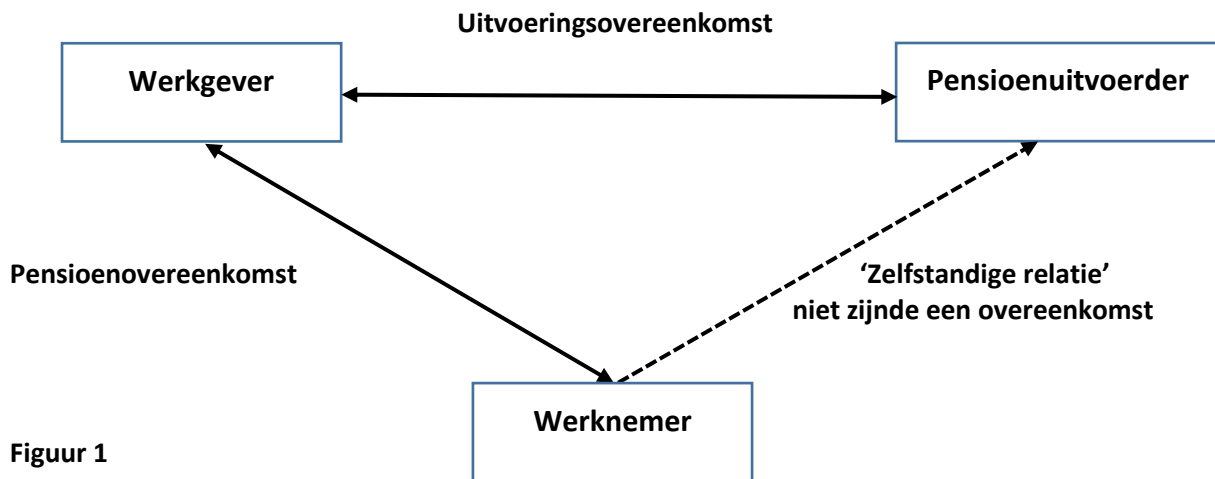 Uitvoeringsovereenkomst
Werkgever
Pensioenuitvoerder
Pensioenovereenkomst
‘Zelfstandige relatie’
niet zijnde een overeenkomst
Werknemer
Figuur 1